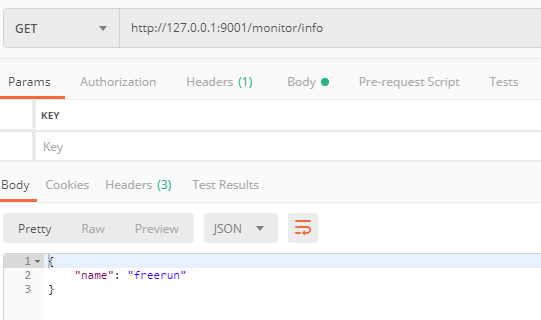 GET http://127.0.0.1:9001/monitor/info
Params Authorization Headers (1) Body Pre-request Script Tests
KEY
Key
Body Cookies Headers (3) Test Results
Pretty Raw Preview JSON
1 {
2 "name": "freerun"
3 }